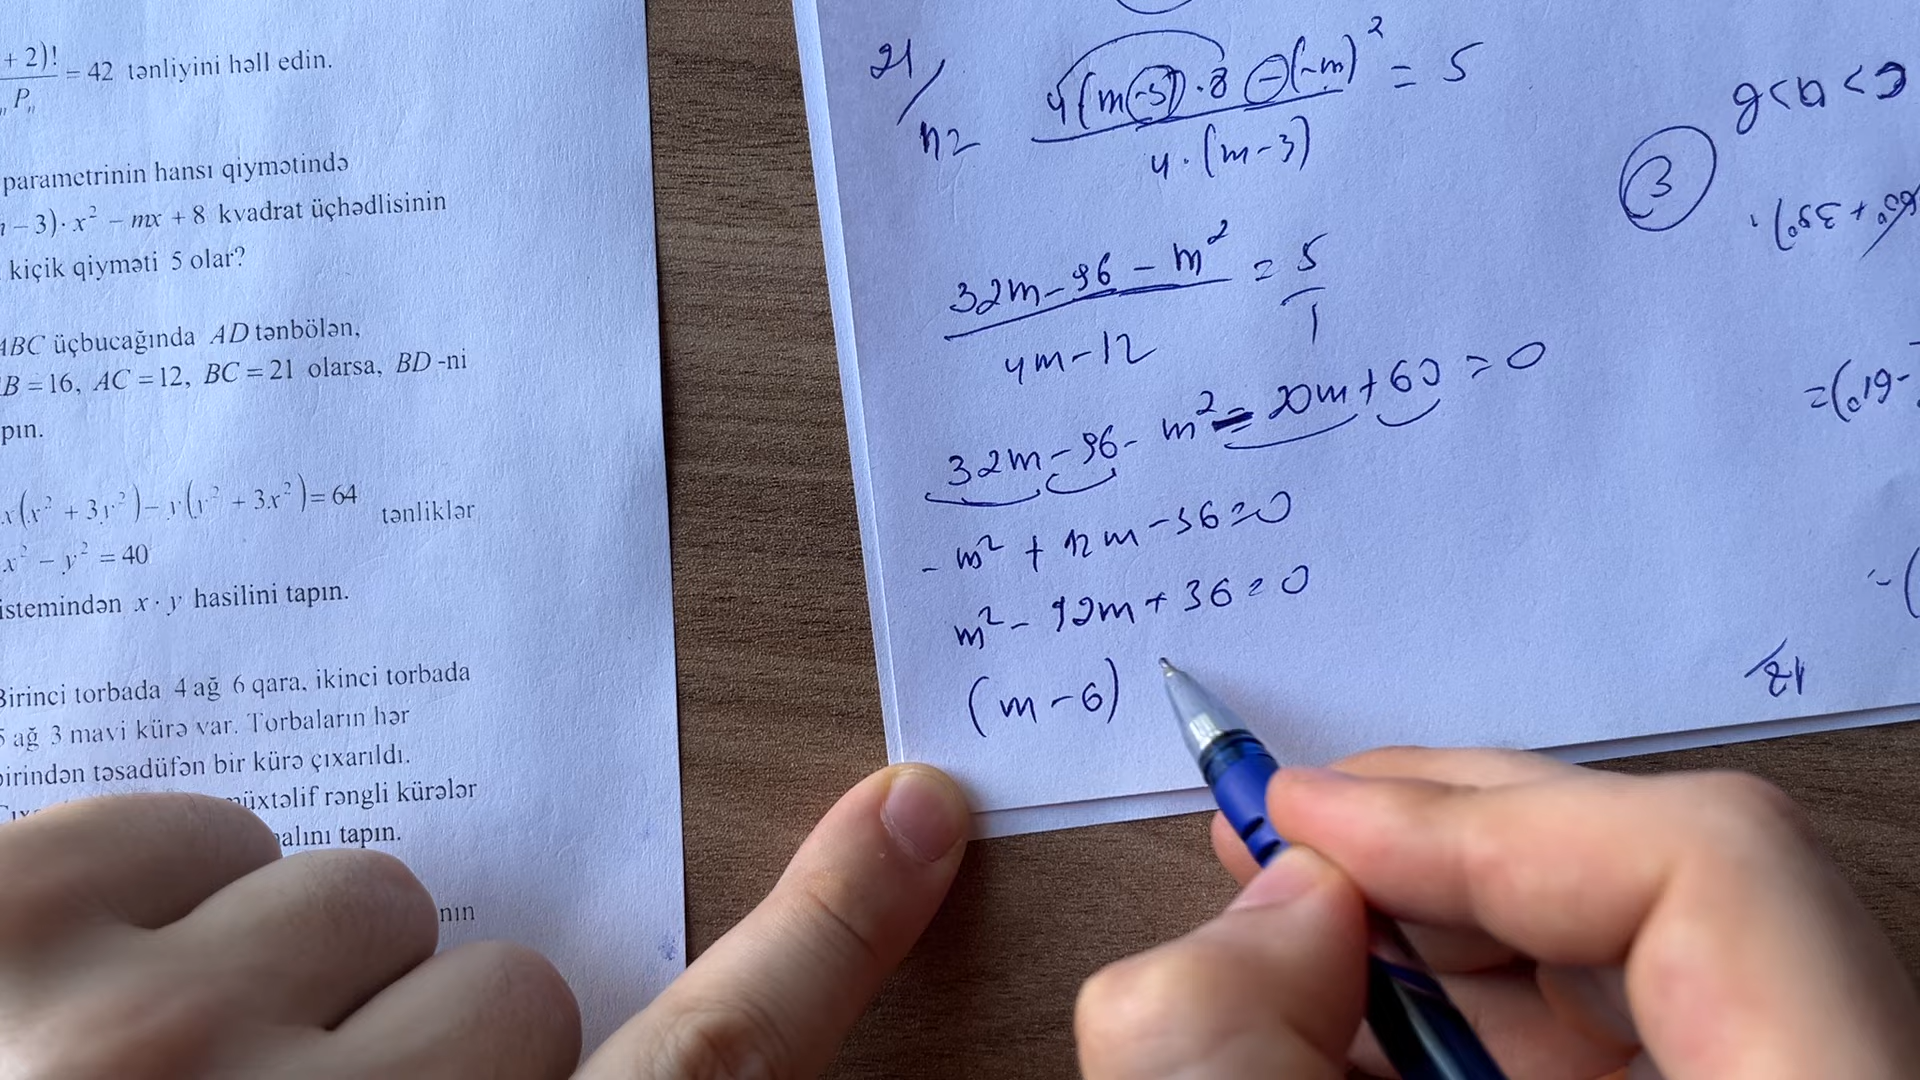 + 2)!
= 42 tənliyini həll edin.
Pₙ
parametrinin hansı qiymətində
– 3)· x² – mx + 8 kvadrat üçhədlisinin
kiçik qiyməti 5 olar?
ABC üçbucağında AD tənbölən,
B = 16, AC = 12, BC = 21 olarsa, BD -ni
pın.
x(x² + 3y²) – y(y² + 3x²) = 64
tənliklər
x² – y² = 40
istemindən x · y hasilini tapın.
Birinci torbada 4 ağ 6 qara, ikinci torbada
5 ağ 3 mavi kürə var. Torbaların hər
birindən təsadüfən bir kürə çıxarıldı.
müxtəlif rəngli kürələr
alını tapın.
nın
21/
n2
4(m-3)·8 -(-m)² = 5
4·(m-3)
32m-96-m² = 5
4m-12 1
32m-96-m²-20m+60=0
-m²+12m-36=0
m²-12m+36=0
(m-6)
3